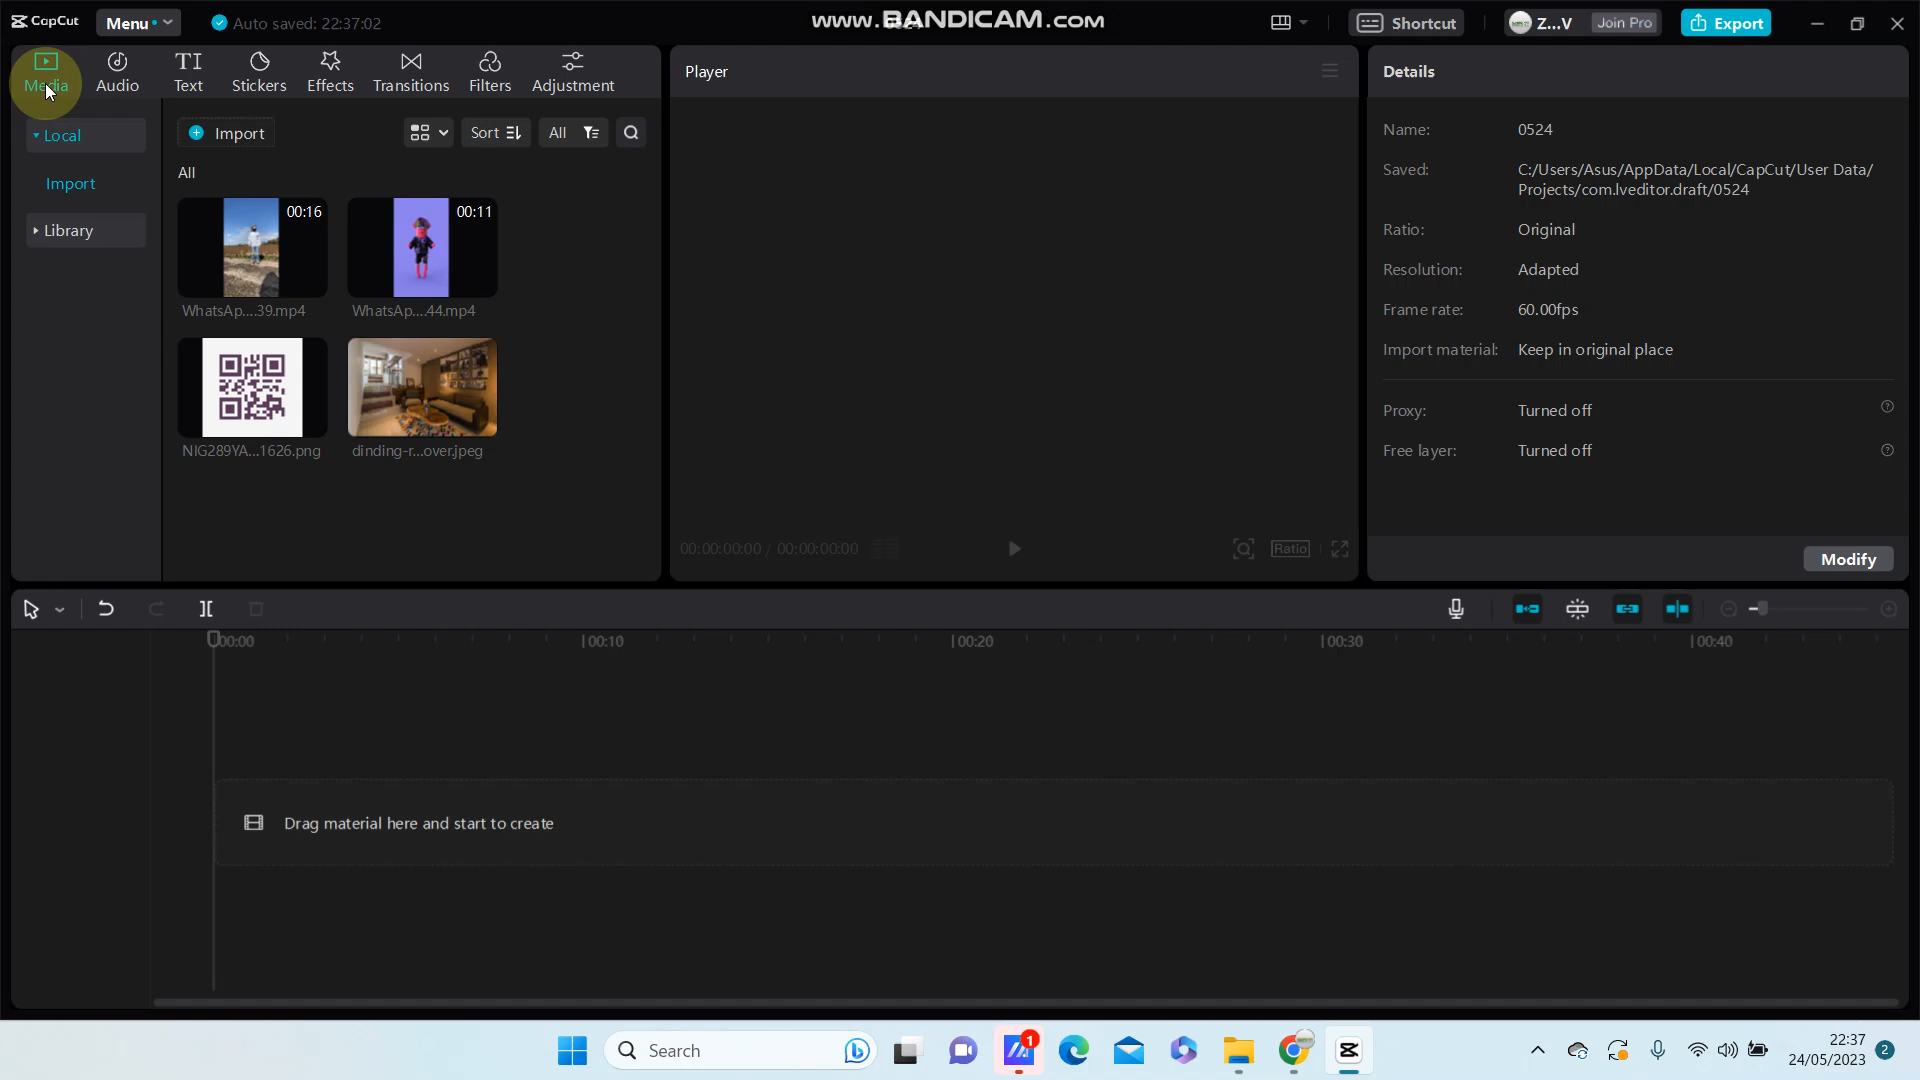 CapCut
Menu
Auto saved: 22:37:02
www.BANDICAM.com
Shortcut
Z...V
Join Pro
Export
Media
Audio
TI
Text
Stickers
Effects
Transitions
Filters
Adjustment
Player
Details
Local
Import
Library
Import
Sort
All
All
00:16
00:11
WhatsAp....39.mp4
WhatsAp....44.mp4
NIG289YA...1626.png
dinding-r...over.jpeg
00:00:00:00 / 00:00:00:00
Ratio
Name: 0524
Saved: C:/Users/Asus/AppData/Local/CapCut/User Data/
Projects/com.lveditor.draft/0524
Ratio: Original
Resolution: Adapted
Frame rate: 60.00fps
Import material: Keep in original place
Proxy: Turned off
Free layer: Turned off
Modify
00:00
00:10
00:20
00:30
00:40
Drag material here and start to create
Search
1
22:37
24/05/2023
2